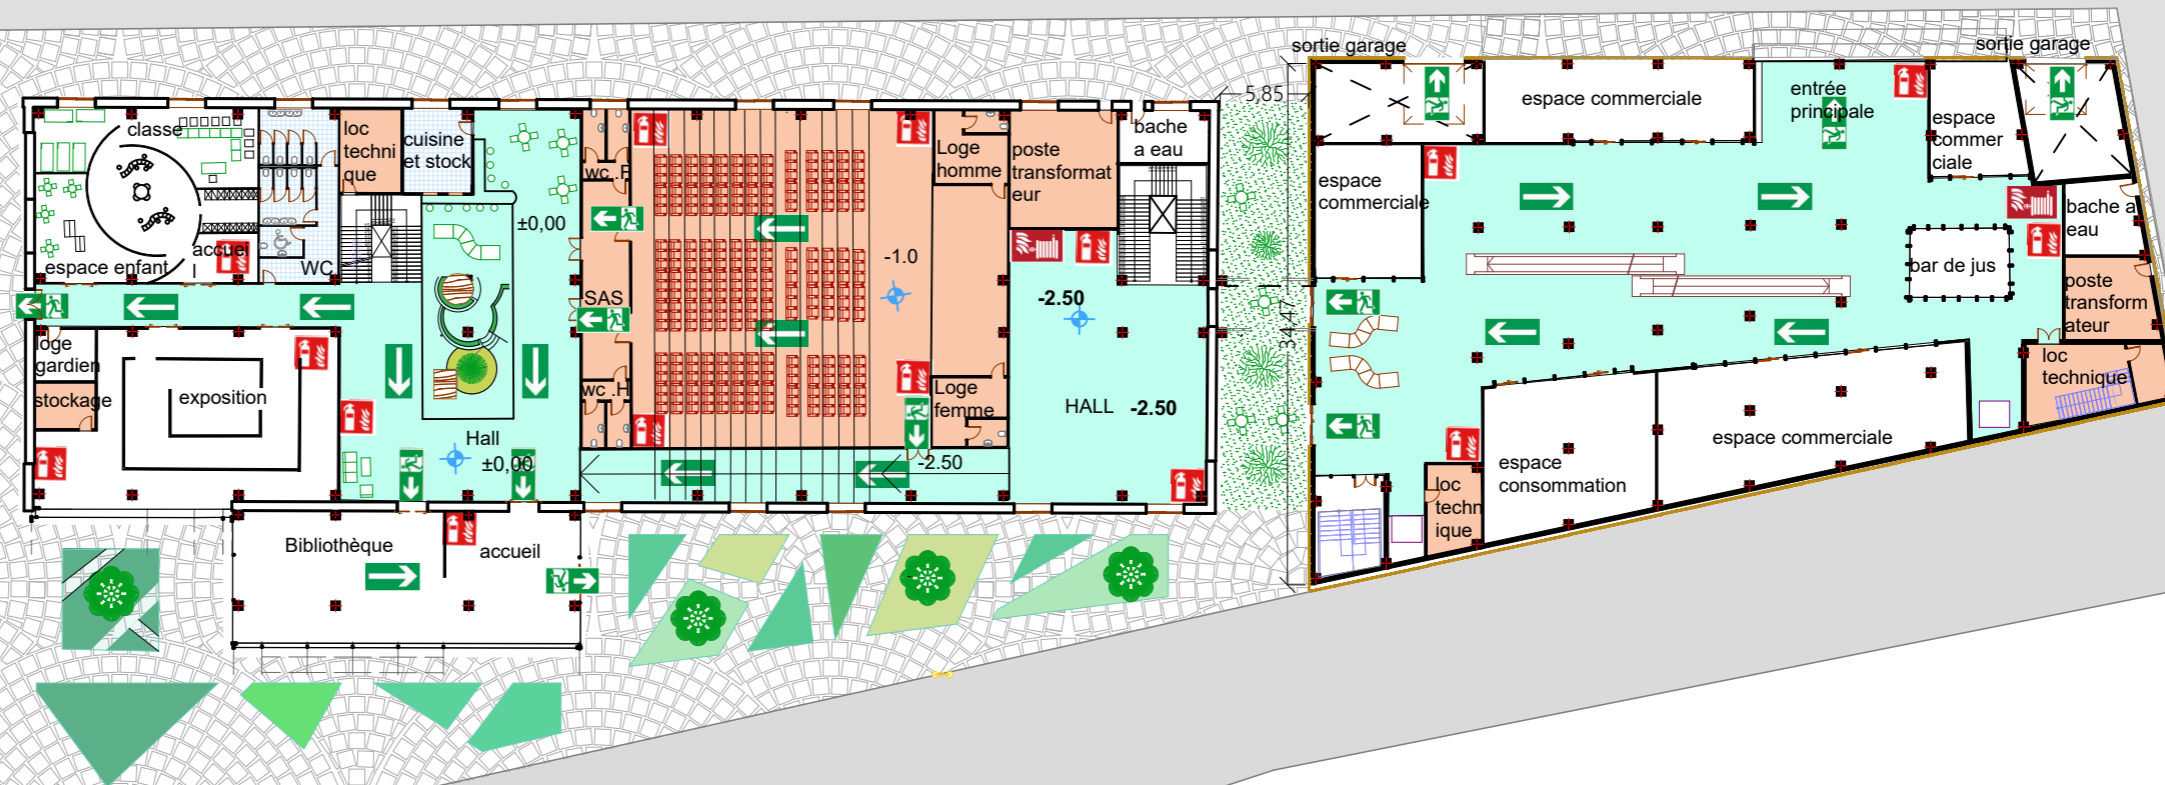 sortie garage
sortie garage
5,85
34,47
classe
loc
techni
que
cuisine
et stock
wc .F
Loge
homme
poste
transformat
eur
bache
a eau
±0,00
accueil
espace enfant
WC
SAS
-1.0
-2.50
loge
gardien
stockage
exposition
wc .H
Loge
femme
HALL
-2.50
Hall
±0,00
-2.50
Bibliothèque
accueil
espace commerciale
entrée
principale
espace
commer
ciale
espace
commerciale
bache a
eau
bar de jus
poste
transform
ateur
loc
technique
espace commerciale
espace
consommation
loc
techn
ique